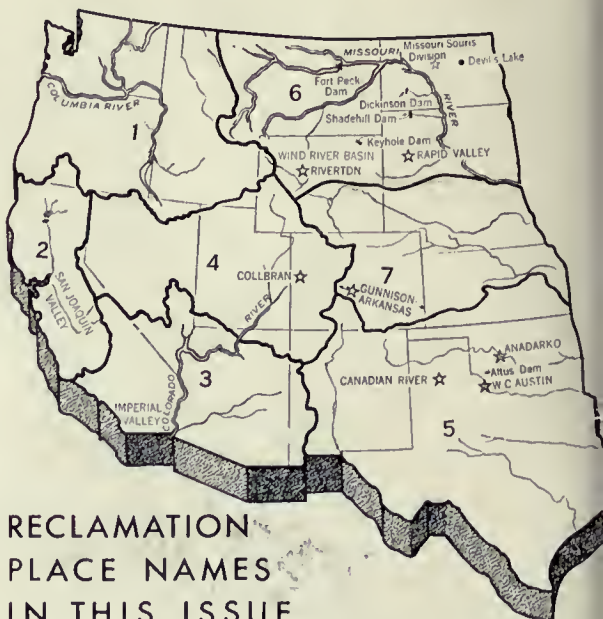 MISSOURI
Missouri Souris
Division
Devil's Lake
Fort Peck
Dam
6
COLUMBIA RIVER
1
Dickinson Dam
Shadehill Dam
RIVER
Keyhole Dam
WIND RIVER BASIN
RAPID VALLEY
RIVERTON
2
4
7
SAN JOAQUIN
VALLEY
COLLBRAN
GUNNISON-
ARKANSAS
RIVER
COLORADO
3
ANADARKO
Altus Dam
CANADIAN RIVER
W C AUSTIN
IMPERIAL
VALLEY
5
RECLAMATION
PLACE NAMES
IN THIS ISSUE